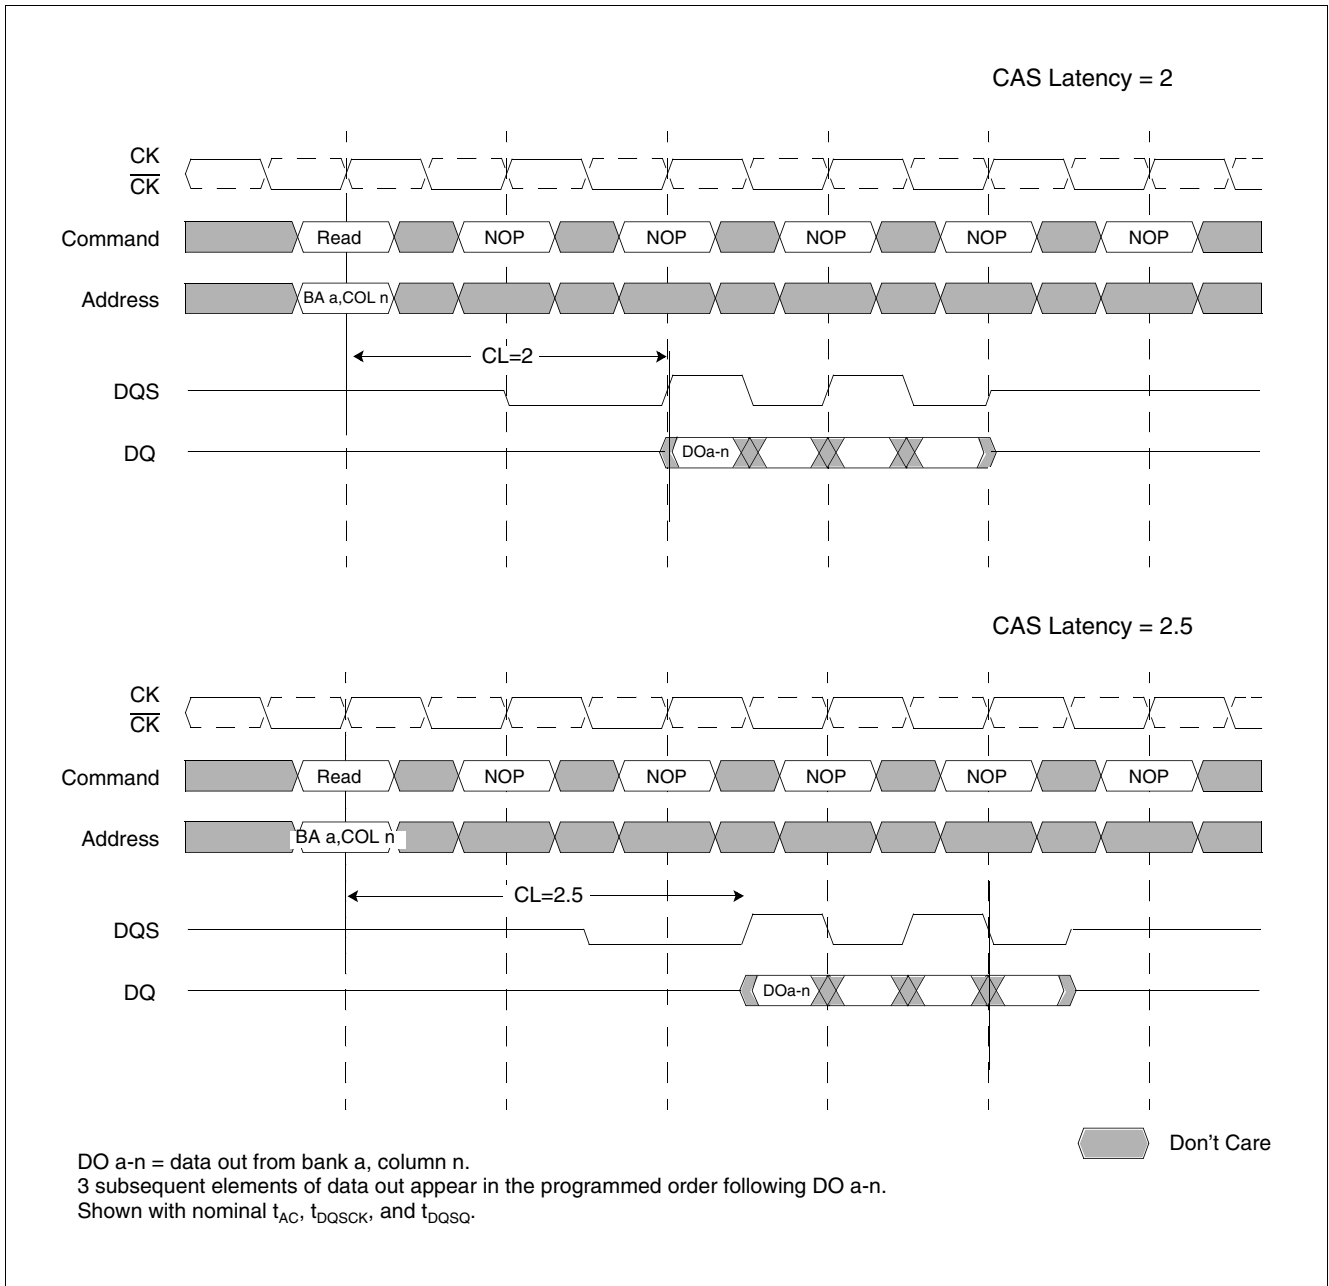 CAS Latency = 2
CK
CK
Command
Read NOP NOP NOP NOP NOP
Address
BA a,COL n
CL=2
DQS
DQ
DOa-n
CAS Latency = 2.5
CK
CK
Command
Read NOP NOP NOP NOP NOP
Address
BA a,COL n
CL=2.5
DQS
DQ
DOa-n
Don't Care
DO a-n = data out from bank a, column n.
3 subsequent elements of data out appear in the programmed order following DO a-n.
Shown with nominal tAC, tDQSCK, and tDQSQ.